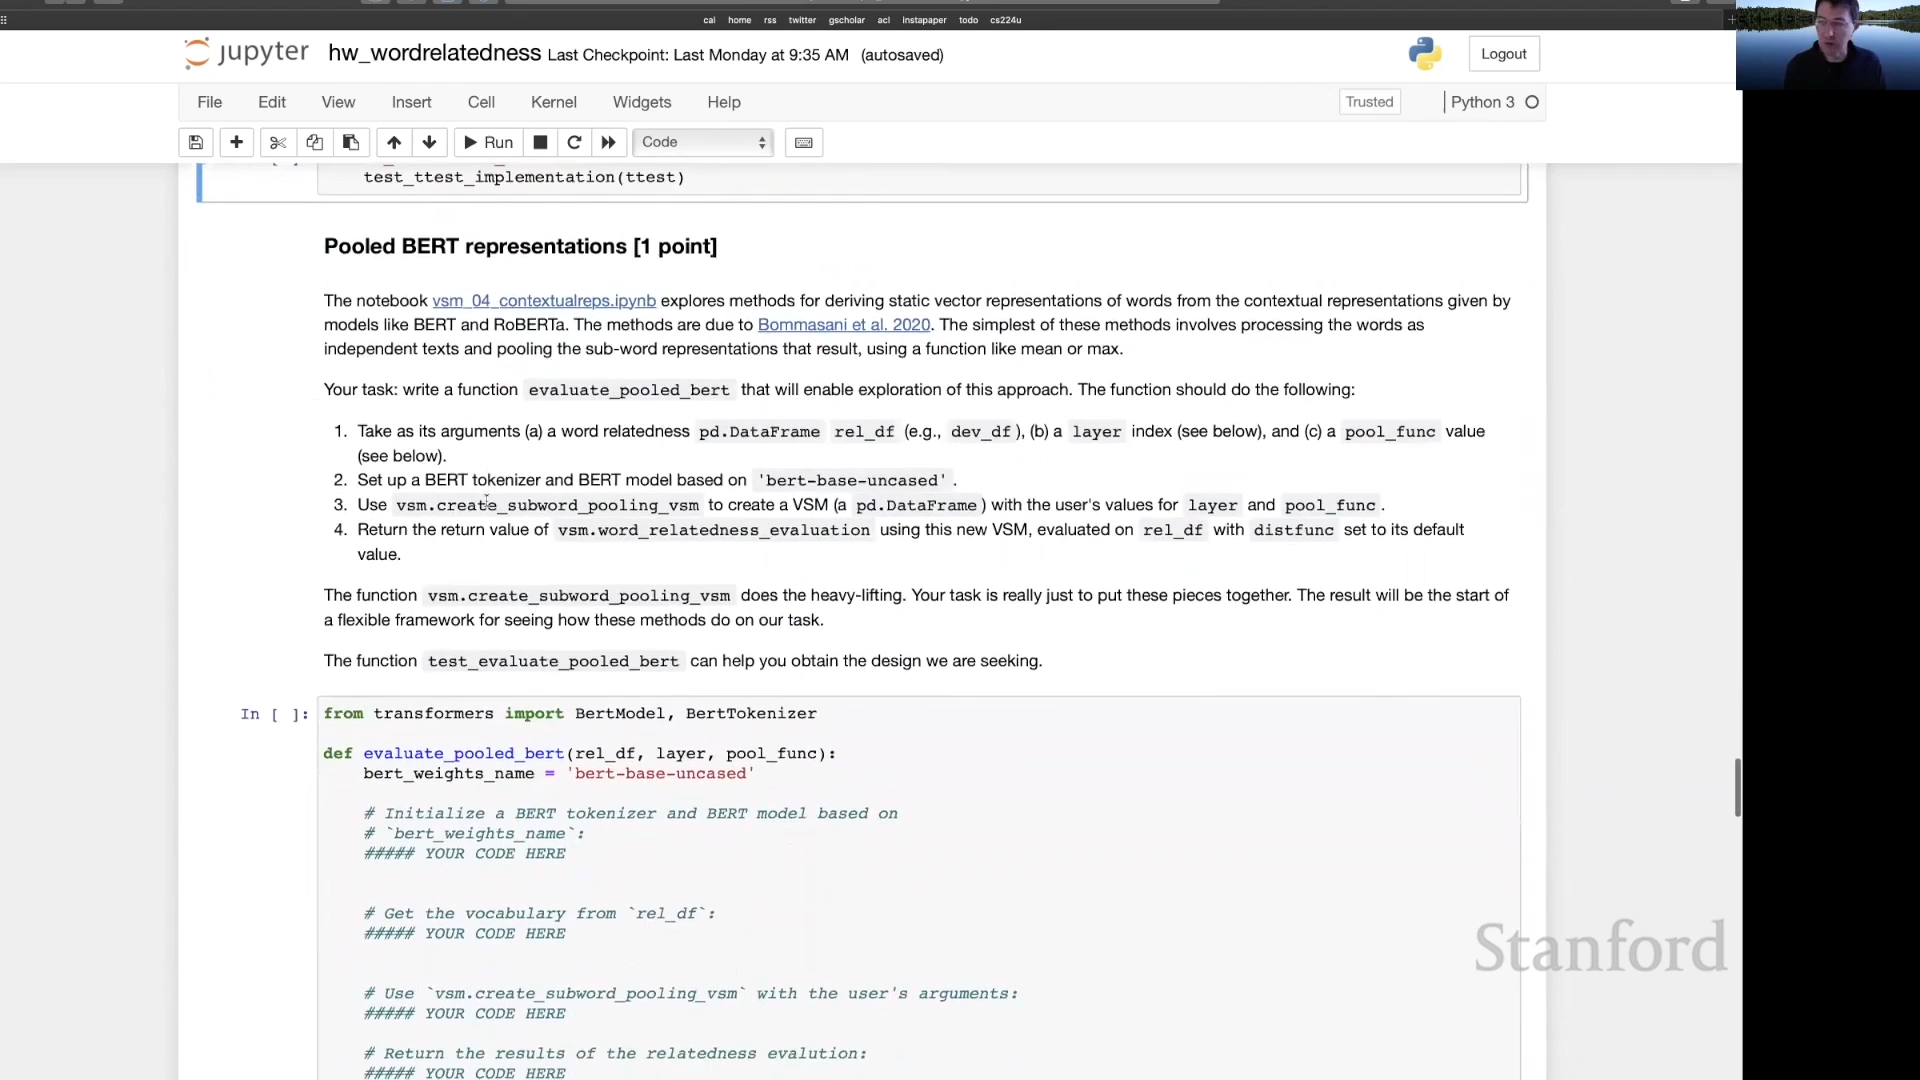 cal home rss twitter gscholar acl instapaper todo cs224u
jupyter hw_wordrelatedness Last Checkpoint: Last Monday at 9:35 AM (autosaved)
Logout
File Edit View Insert Cell Kernel Widgets Help
Trusted
Python 3
Run
Code
test_ttest_implementation(ttest)
Pooled BERT representations [1 point]
The notebook vsm_04_contextualreps.ipynb explores methods for deriving static vector representations of words from the contextual representations given by
models like BERT and RoBERTa. The methods are due to Bommasani et al. 2020. The simplest of these methods involves processing the words as
independent texts and pooling the sub-word representations that result, using a function like mean or max.
Your task: write a function evaluate_pooled_bert that will enable exploration of this approach. The function should do the following:
1. Take as its arguments (a) a word relatedness pd.DataFrame rel_df (e.g., dev_df), (b) a layer index (see below), and (c) a pool_func value
(see below).
2. Set up a BERT tokenizer and BERT model based on 'bert-base-uncased'.
3. Use vsm.create_subword_pooling_vsm to create a VSM (a pd.DataFrame) with the user's values for layer and pool_func.
4. Return the return value of vsm.word_relatedness_evaluation using this new VSM, evaluated on rel_df with distfunc set to its default
value.
The function vsm.create_subword_pooling_vsm does the heavy-lifting. Your task is really just to put these pieces together. The result will be the start of
a flexible framework for seeing how these methods do on our task.
The function test_evaluate_pooled_bert can help you obtain the design we are seeking.
In [ ]: from transformers import BertModel, BertTokenizer
def evaluate_pooled_bert(rel_df, layer, pool_func):
bert_weights_name = 'bert-base-uncased'
# Initialize a BERT tokenizer and BERT model based on
# `bert_weights_name`:
##### YOUR CODE HERE
# Get the vocabulary from `rel_df`:
##### YOUR CODE HERE
Stanford
# Use `vsm.create_subword_pooling_vsm` with the user's arguments:
##### YOUR CODE HERE
# Return the results of the relatedness evalution:
##### YOUR CODE HERE